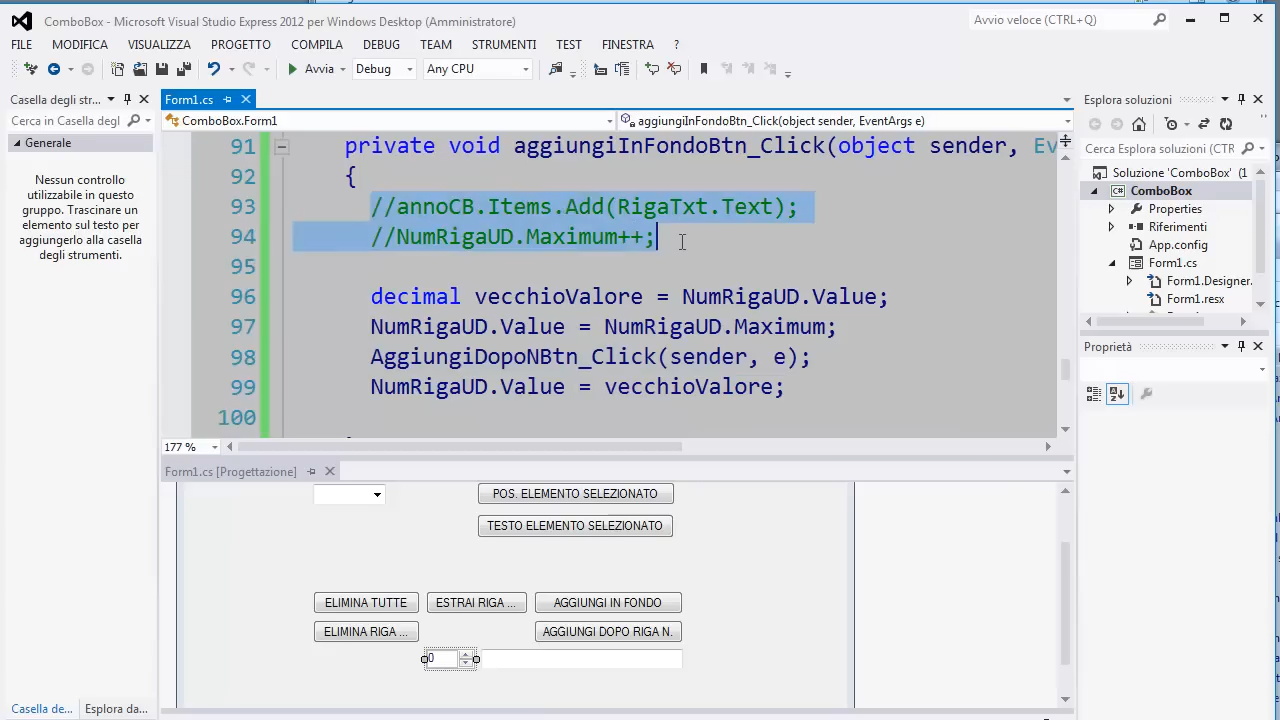 ComboBox - Microsoft Visual Studio Express 2012 per Windows Desktop (Amministratore)
Avvio veloce (CTRL+Q)
FILE MODIFICA VISUALIZZA PROGETTO COMPILA DEBUG TEAM STRUMENTI TEST FINESTRA ?
Avvia Debug Any CPU
Casella degli str...
Cerca in Casella degl
Generale
Nessun controllo
utilizzabile in questo
gruppo. Trascinare un
elemento sul testo per
aggiungerlo alla casella
degli strumenti.
Casella de... Esplora da...
Form1.cs
ComboBox.Form1
aggiungiInFondoBtn_Click(object sender, EventArgs e)
91 private void aggiungiInFondoBtn_Click(object sender, Ev
92 {
93 //annoCB.Items.Add(RigaTxt.Text);
94 //NumRigaUD.Maximum++;
95
96 decimal vecchioValore = NumRigaUD.Value;
97 NumRigaUD.Value = NumRigaUD.Maximum;
98 AggiungiDopoNBtn_Click(sender, e);
99 NumRigaUD.Value = vecchioValore;
100
177 %
Form1.cs [Progettazione]
POS. ELEMENTO SELEZIONATO
TESTO ELEMENTO SELEZIONATO
ELIMINA TUTTE ESTRAI RIGA ... AGGIUNGI IN FONDO
ELIMINA RIGA ... AGGIUNGI DOPO RIGA N.
0
Esplora soluzioni
Cerca Esplora soluzioni (CTR
Soluzione 'ComboBox' (1
C# ComboBox
Properties
Riferimenti
App.config
Form1.cs
Form1.Designer.
Form1.resx
Proprietà